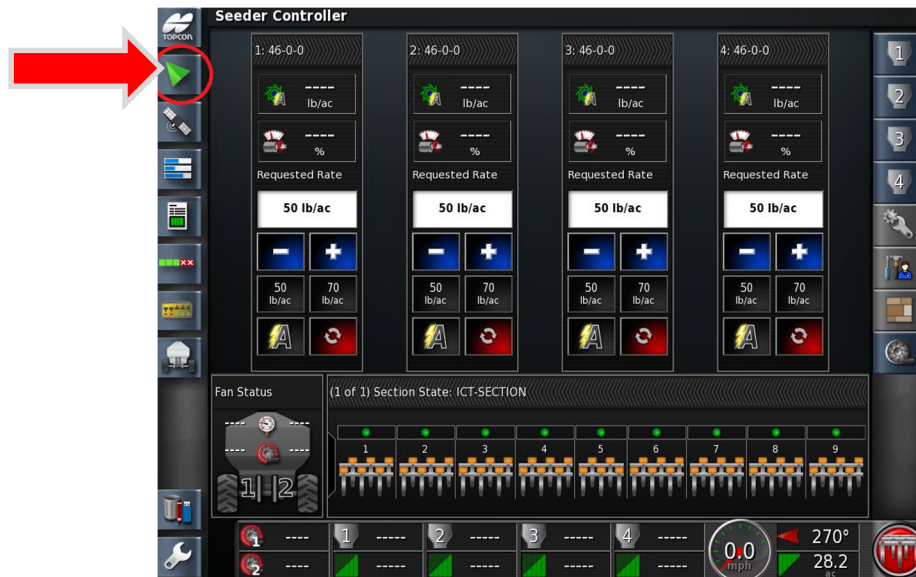 TOPCON
Seeder Controller
1: 46-0-0
2: 46-0-0
3: 46-0-0
4: 46-0-0
---- ---- ---- ----
lb/ac lb/ac lb/ac lb/ac
---- ---- ---- ----
% % % %
Requested Rate Requested Rate Requested Rate Requested Rate
50 lb/ac 50 lb/ac 50 lb/ac 50 lb/ac
- + - + - + - +
50 70 50 70 50 70 50 70
lb/ac lb/ac lb/ac lb/ac lb/ac lb/ac lb/ac lb/ac
A A A A
1
2
3
4
Fan Status
----
----
1 2
(1 of 1) Section State: ICT-SECTION
1 2 3 4 5 6 7 8 9
1 ---- 1 ----- 2 ----- 3 ----- 4 ----- 270°
2 ---- ----- ----- ----- ----- 28.2
0.0
mph
ac